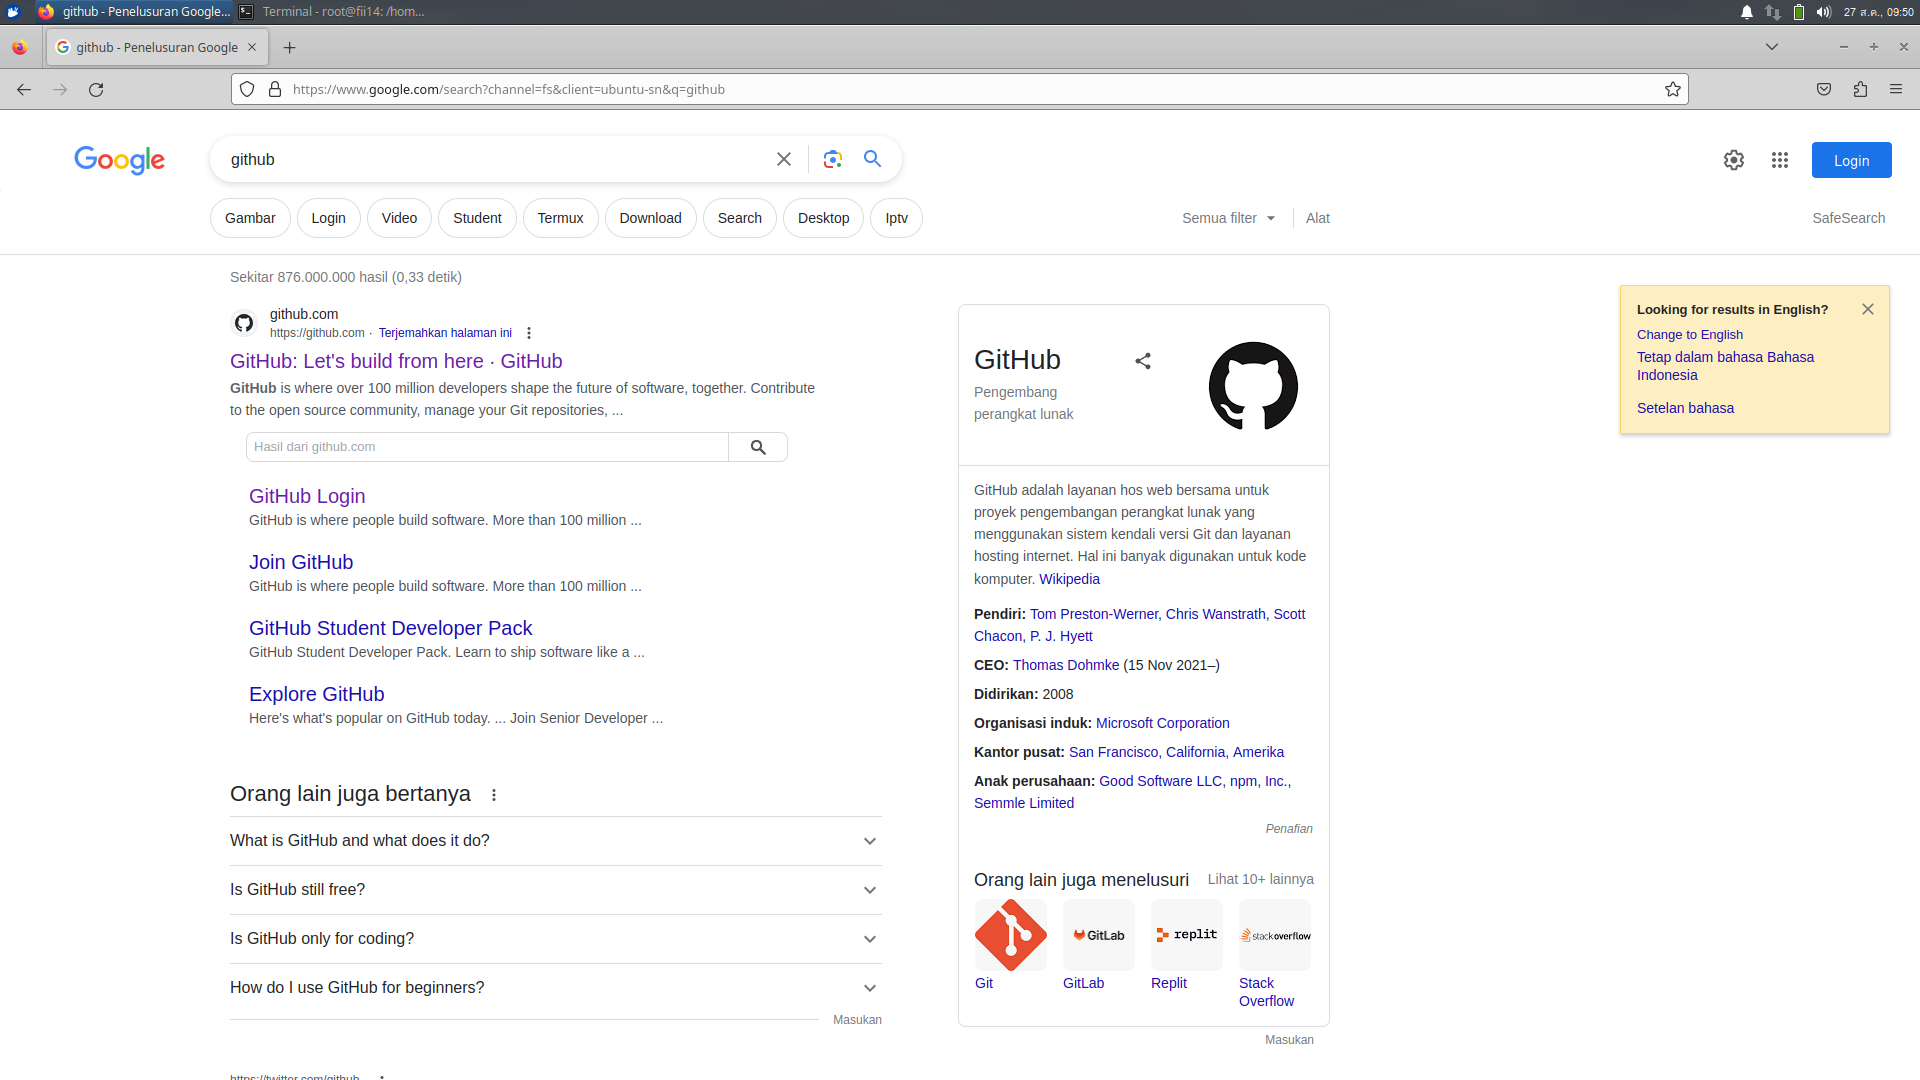 github - Penelusuran Google...
Terminal - root@fii14: /hom...
27 ส.ค., 09:50
github - Penelusuran Google
https://www.google.com/search?channel=fs&client=ubuntu-sn&q=github
Google
github
Login
Gambar
Login
Video
Student
Termux
Download
Search
Desktop
Iptv
Semua filter
Alat
SafeSearch
Sekitar 876.000.000 hasil (0,33 detik)
github.com
https://github.com · Terjemahkan halaman ini
GitHub: Let's build from here · GitHub
GitHub is where over 100 million developers shape the future of software, together. Contribute
to the open source community, manage your Git repositories, ...
Hasil dari github.com
GitHub Login
GitHub is where people build software. More than 100 million ...
Join GitHub
GitHub is where people build software. More than 100 million ...
GitHub Student Developer Pack
GitHub Student Developer Pack. Learn to ship software like a ...
Explore GitHub
Here's what's popular on GitHub today. ... Join Senior Developer ...
Orang lain juga bertanya
What is GitHub and what does it do?
Is GitHub still free?
Is GitHub only for coding?
How do I use GitHub for beginners?
Masukan
https://twitter.com/github
GitHub
Pengembang
perangkat lunak
GitHub adalah layanan hos web bersama untuk
proyek pengembangan perangkat lunak yang
menggunakan sistem kendali versi Git dan layanan
hosting internet. Hal ini banyak digunakan untuk kode
komputer. Wikipedia
Pendiri: Tom Preston-Werner, Chris Wanstrath, Scott
Chacon, P. J. Hyett
CEO: Thomas Dohmke (15 Nov 2021–)
Didirikan: 2008
Organisasi induk: Microsoft Corporation
Kantor pusat: San Francisco, California, Amerika
Anak perusahaan: Good Software LLC, npm, Inc.,
Semmle Limited
Penafian
Orang lain juga menelusuri
Lihat 10+ lainnya
GitLab
replit
stackoverflow
Git
GitLab
Replit
Stack
Overflow
Masukan
Looking for results in English?
Change to English
Tetap dalam bahasa Bahasa
Indonesia
Setelan bahasa